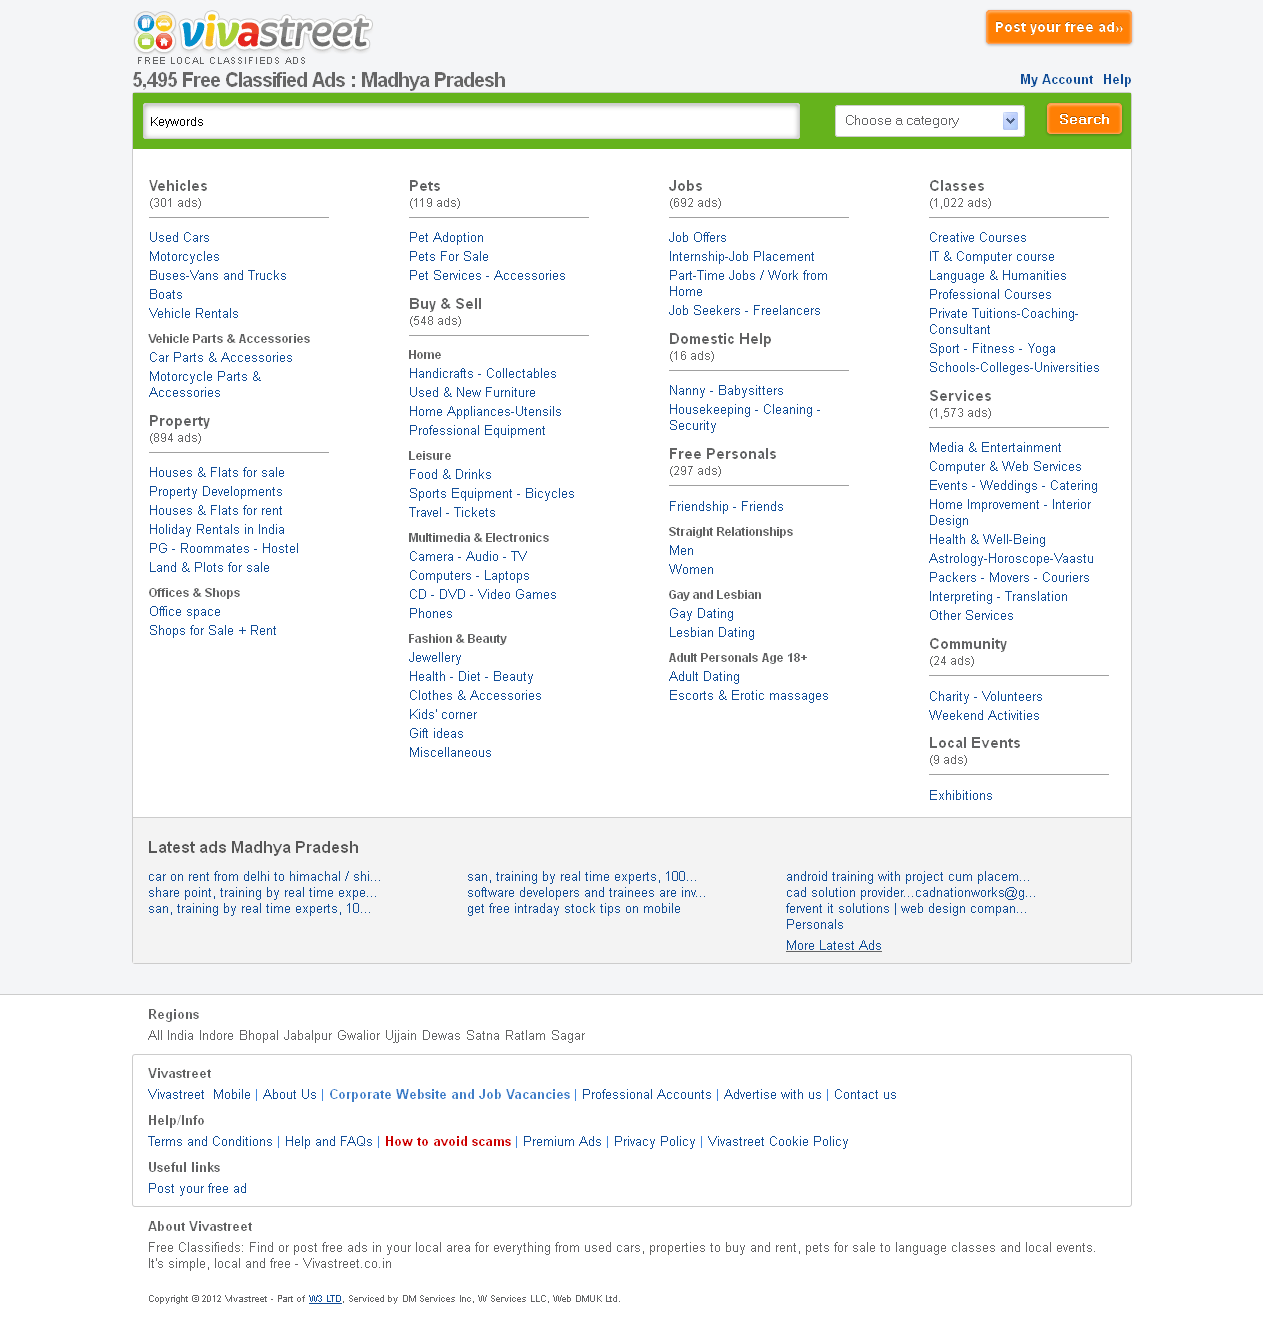 vivastreet
FREE LOCAL CLASSIFIEDS ADS
Post your free ad››
5,495 Free Classified Ads : Madhya Pradesh
My Account Help
Keywords
Choose a category
Search
Vehicles
(301 ads)
Used Cars
Motorcycles
Buses-Vans and Trucks
Boats
Vehicle Rentals
Vehicle Parts & Accessories
Car Parts & Accessories
Motorcycle Parts &
Accessories
Property
(894 ads)
Houses & Flats for sale
Property Developments
Houses & Flats for rent
Holiday Rentals in India
PG - Roommates - Hostel
Land & Plots for sale
Offices & Shops
Office space
Shops for Sale + Rent
Pets
(119 ads)
Pet Adoption
Pets For Sale
Pet Services - Accessories
Buy & Sell
(548 ads)
Home
Handicrafts - Collectables
Used & New Furniture
Home Appliances-Utensils
Professional Equipment
Leisure
Food & Drinks
Sports Equipment - Bicycles
Travel - Tickets
Multimedia & Electronics
Camera - Audio - TV
Computers - Laptops
CD - DVD - Video Games
Phones
Fashion & Beauty
Jewellery
Health - Diet - Beauty
Clothes & Accessories
Kids' corner
Gift ideas
Miscellaneous
Jobs
(692 ads)
Job Offers
Internship-Job Placement
Part-Time Jobs / Work from
Home
Job Seekers - Freelancers
Domestic Help
(16 ads)
Nanny - Babysitters
Housekeeping - Cleaning -
Security
Free Personals
(297 ads)
Friendship - Friends
Straight Relationships
Men
Women
Gay and Lesbian
Gay Dating
Lesbian Dating
Adult Personals Age 18+
Adult Dating
Escorts & Erotic massages
Classes
(1,022 ads)
Creative Courses
IT & Computer course
Language & Humanities
Professional Courses
Private Tuitions-Coaching-
Consultant
Sport - Fitness - Yoga
Schools-Colleges-Universities
Services
(1,573 ads)
Media & Entertainment
Computer & Web Services
Events - Weddings - Catering
Home Improvement - Interior
Design
Health & Well-Being
Astrology-Horoscope-Vaastu
Packers - Movers - Couriers
Interpreting - Translation
Other Services
Community
(24 ads)
Charity - Volunteers
Weekend Activities
Local Events
(9 ads)
Exhibitions
Latest ads Madhya Pradesh
car on rent from delhi to himachal / shi...
share point, training by real time expe...
san, training by real time experts, 10...
san, training by real time experts, 100...
software developers and trainees are inv...
get free intraday stock tips on mobile
android training with project cum placem...
cad solution provider...cadnationworks@g...
fervent it solutions | web design compan...
Personals
More Latest Ads
Regions
All India Indore Bhopal Jabalpur Gwalior Ujjain Dewas Satna Ratlam Sagar
Vivastreet
Vivastreet Mobile | About Us | Corporate Website and Job Vacancies | Professional Accounts | Advertise with us | Contact us
Help/Info
Terms and Conditions | Help and FAQs | How to avoid scams | Premium Ads | Privacy Policy | Vivastreet Cookie Policy
Useful links
Post your free ad
About Vivastreet
Free Classifieds: Find or post free ads in your local area for everything from used cars, properties to buy and rent, pets for sale to language classes and local events.
It's simple, local and free - Vivastreet.co.in
Copyright © 2012 Vivastreet - Part of W3 LTD, Serviced by DM Services Inc, W Services LLC, Web DMUK Ltd.